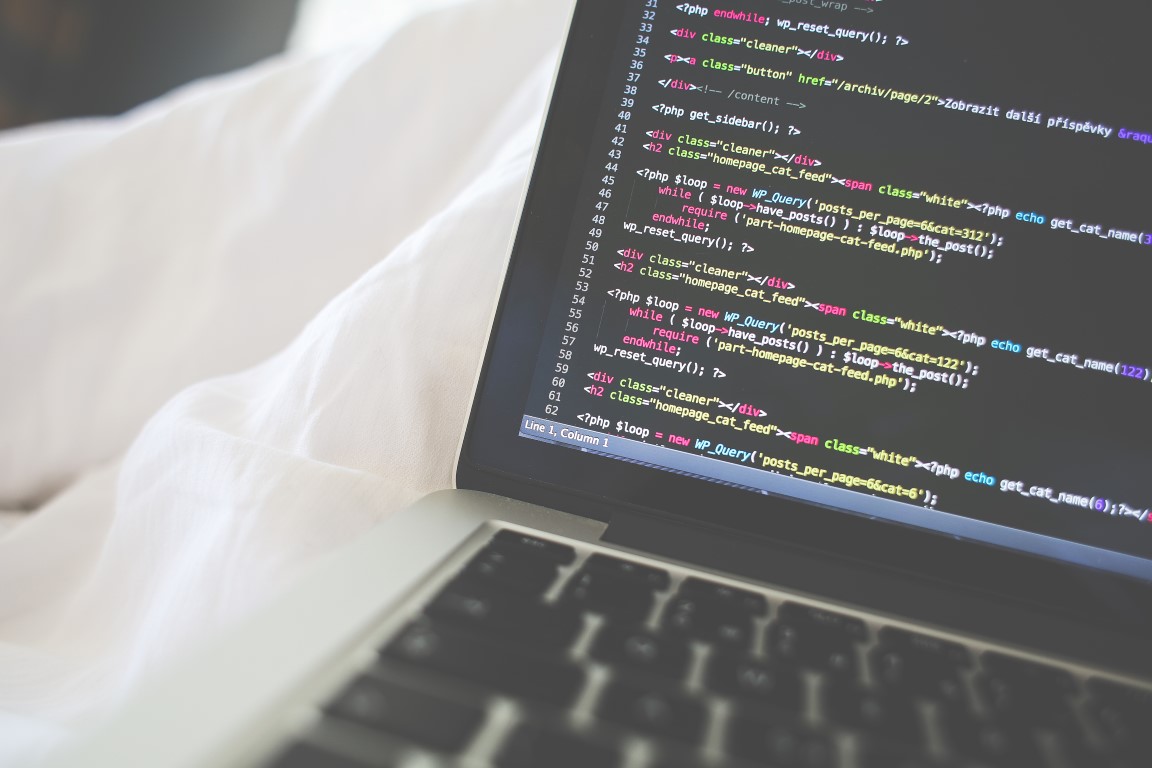 31
32 <?php endwhile; wp_reset_query(); ?>
33
34 <div class="cleaner"></div>
35
36 <p><a class="button" href="/archiv/page/2">Zobrazit další příspěvky &raqu
37
38 </div><!-- /content -->
39
40 <?php get_sidebar(); ?>
41
42 <div class="cleaner"></div>
43 <h2 class="homepage_cat_feed"><span class="white"><?php echo get_cat_name(3
44
45 <?php $loop = new WP_Query('posts_per_page=6&cat=312');
46 while ( $loop->have_posts() ) : $loop->the_post();
47 require ('part-homepage-cat-feed.php');
48 endwhile;
49 wp_reset_query(); ?>
50
51 <div class="cleaner"></div>
52 <h2 class="homepage_cat_feed"><span class="white"><?php echo get_cat_name(122);
53
54 <?php $loop = new WP_Query('posts_per_page=6&cat=122');
55 while ( $loop->have_posts() ) : $loop->the_post();
56 require ('part-homepage-cat-feed.php');
57 endwhile;
58 wp_reset_query(); ?>
59
60 <div class="cleaner"></div>
61 <h2 class="homepage_cat_feed"><span class="white"><?php echo get_cat_name(6);?></s
62
<?php $loop = new WP_Query('posts_per_page=6&cat=6');
Line 1, Column 1